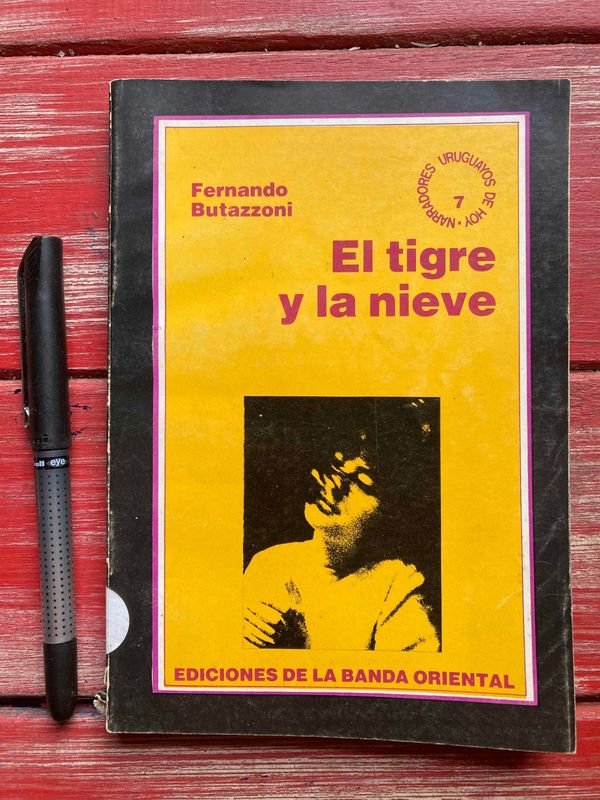 Fernando
Butazzoni
NARRADORES URUGUAYOS DE HOY •
7
El tigre
y la nieve
EDICIONES DE LA BANDA ORIENTAL
eye